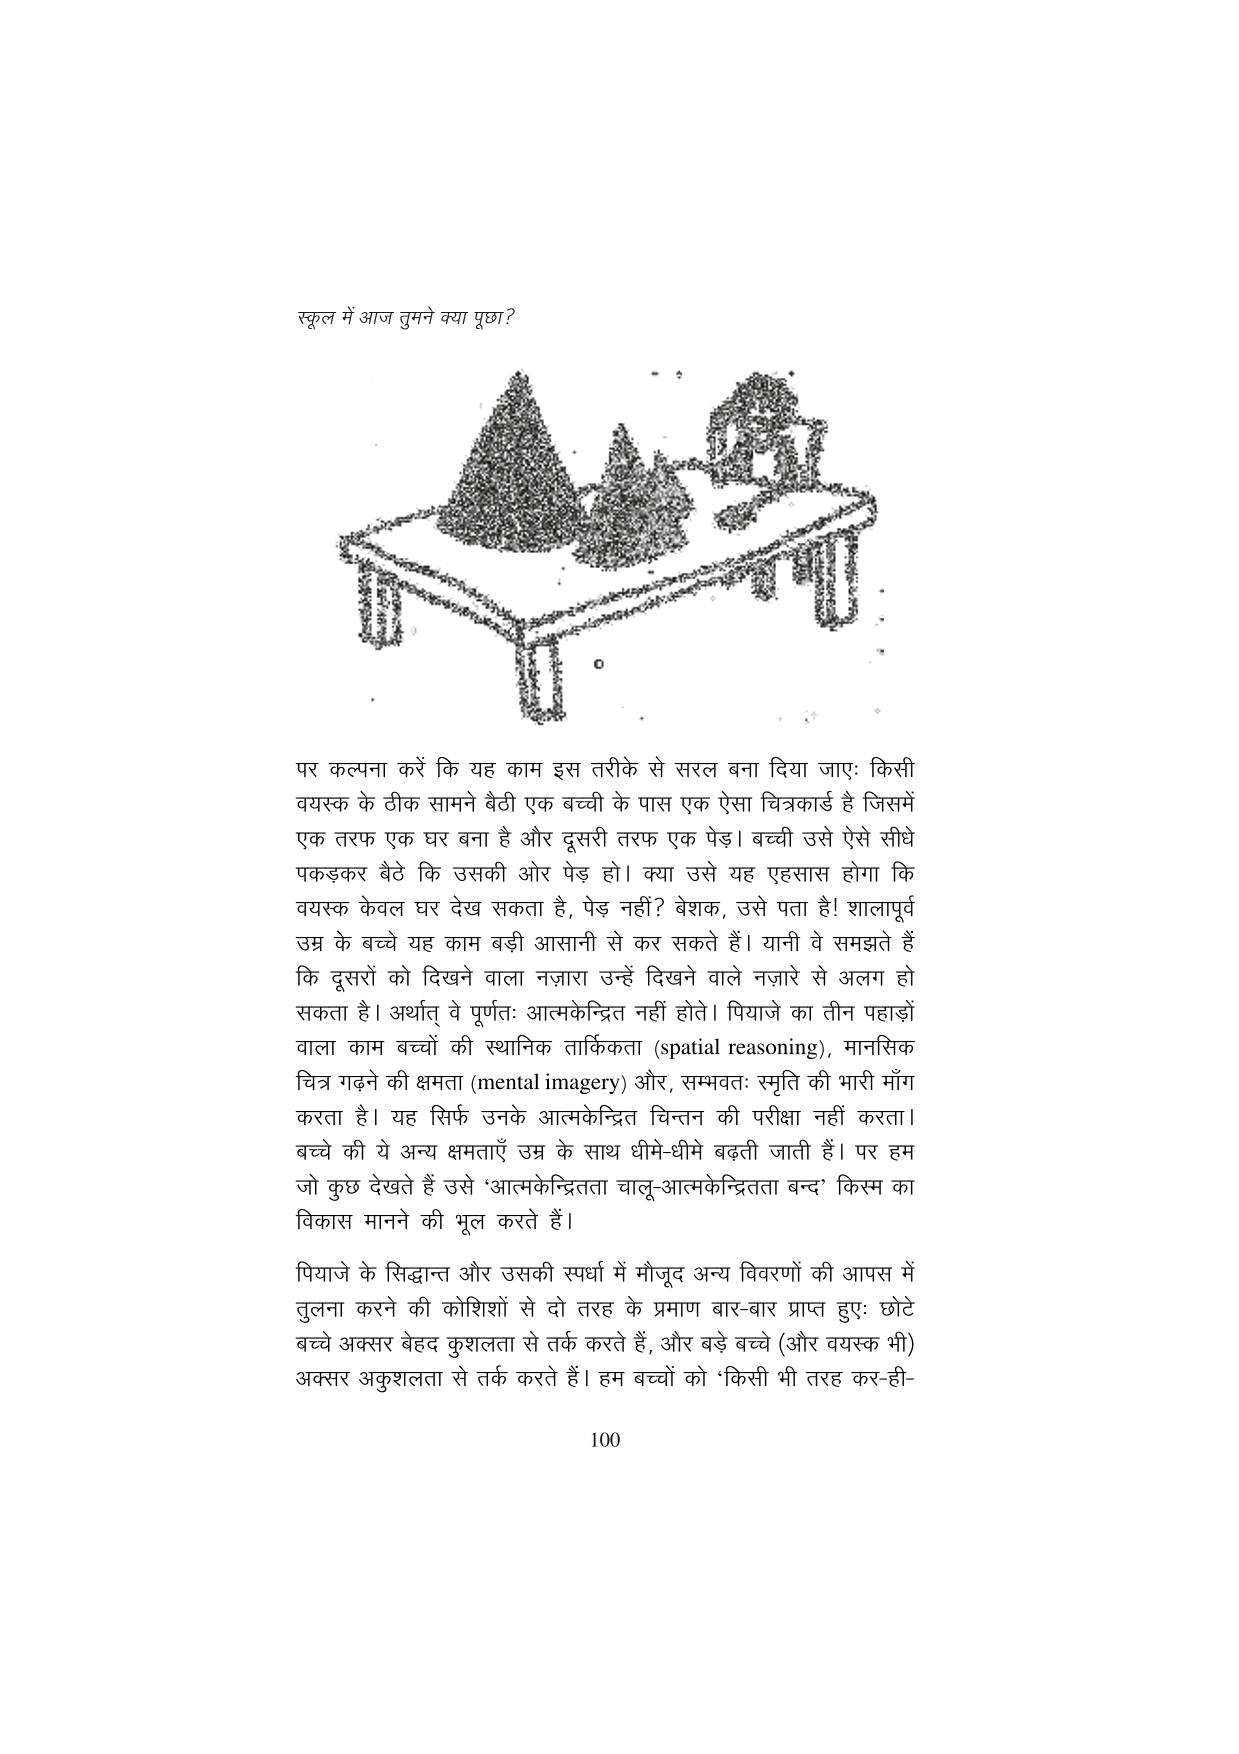 स्कूल में आज तुमने क्या पूछा?
पर कल्पना करें कि यह काम इस तरीके से सरल बना दिया जाएः किसी
वयस्क के ठीक सामने बैठी एक बच्ची के पास एक ऐसा चित्रकार्ड है जिसमें
एक तरफ एक घर बना है और दूसरी तरफ एक पेड़। बच्ची उसे ऐसे सीधे
पकड़कर बैठे कि उसकी ओर पेड़ हो। क्या उसे यह एहसास होगा कि
वयस्क केवल घर देख सकता है, पेड़ नहीं? बेशक, उसे पता है! शालापूर्व
उम्र के बच्चे यह काम बड़ी आसानी से कर सकते हैं। यानी वे समझते हैं
कि दूसरों को दिखने वाला नज़ारा उन्हें दिखने वाले नज़ारे से अलग हो
सकता है। अर्थात् वे पूर्णतः आत्मकेन्द्रित नहीं होते। पियाजे का तीन पहाड़ों
वाला काम बच्चों की स्थानिक तार्किकता (spatial reasoning), मानसिक
चित्र गढ़ने की क्षमता (mental imagery) और, सम्भवतः स्मृति की भारी माँग
करता है। यह सिर्फ उनके आत्मकेन्द्रित चिन्तन की परीक्षा नहीं करता।
बच्चे की ये अन्य क्षमताएँ उम्र के साथ धीमे-धीमे बढ़ती जाती हैं। पर हम
जो कुछ देखते हैं उसे ‘आत्मकेन्द्रितता चालू-आत्मकेन्द्रितता बन्द’ किस्म का
विकास मानने की भूल करते हैं।
पियाजे के सिद्धान्त और उसकी स्पर्धा में मौजूद अन्य विवरणों की आपस में
तुलना करने की कोशिशों से दो तरह के प्रमाण बार-बार प्राप्त हुएः छोटे
बच्चे अक्सर बेहद कुशलता से तर्क करते हैं, और बड़े बच्चे (और वयस्क भी)
अक्सर अकुशलता से तर्क करते हैं। हम बच्चों को ‘किसी भी तरह कर-ही-
100